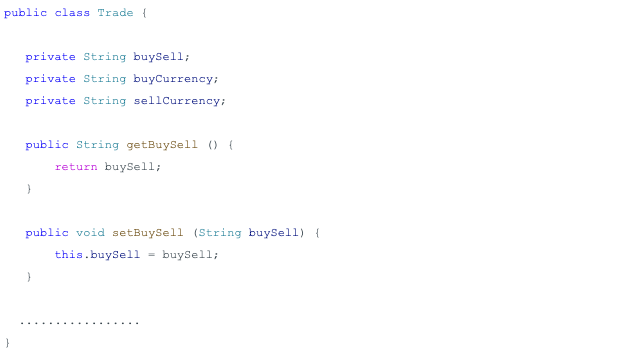 public class Trade {
private String buySell;
private String buyCurrency;
private String sellCurrency;
public String getBuySell () {
return buySell;
}
public void setBuySell (String buySell) {
this.buySell = buySell;
}
.................
}